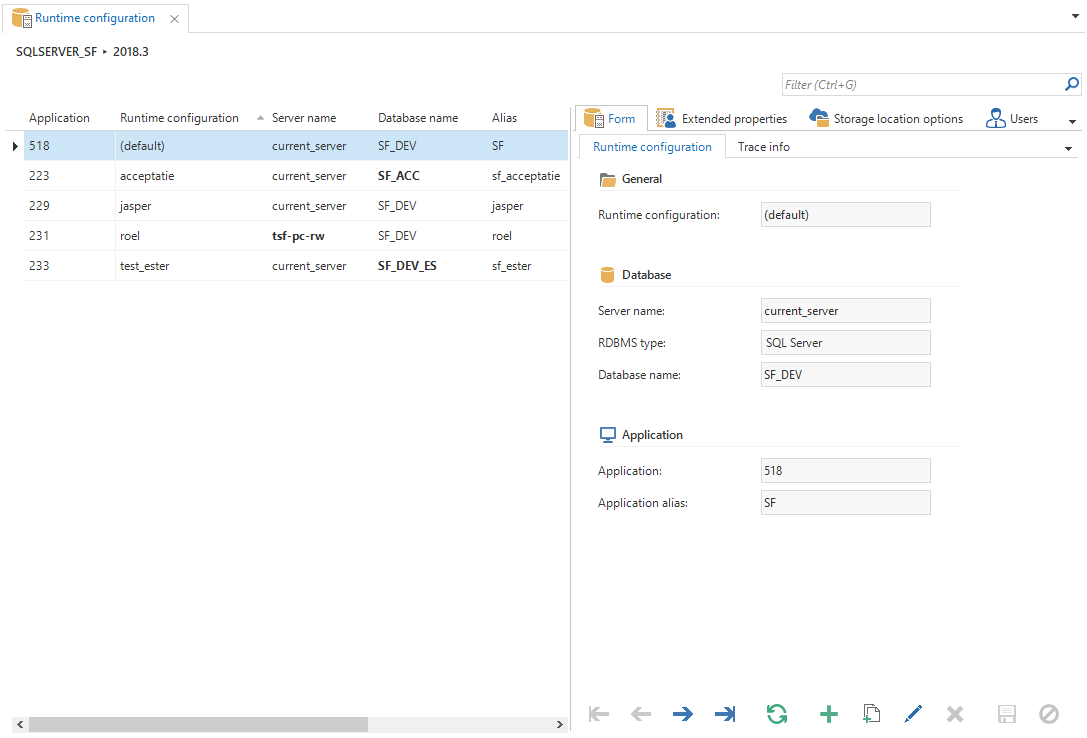 Runtime configuration
SQLSERVER_SF ▸ 2018.3
Filter (Ctrl+G)
Application Runtime configuration Server name Database name Alias
518 (default) current_server SF_DEV SF
223 acceptatie current_server SF_ACC sf_acceptatie
229 jasper current_server SF_DEV jasper
231 roel tsf-pc-rw SF_DEV roel
233 test_ester current_server SF_DEV_ES sf_ester
Form Extended properties Storage location options Users
Runtime configuration Trace info
General
Runtime configuration: (default)
Database
Server name: current_server
RDBMS type: SQL Server
Database name: SF_DEV
Application
Application: 518
Application alias: SF